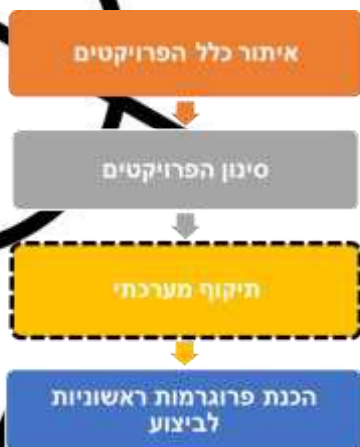 איתור כלל הפרויקטים
סינון הפרויקטים
תיקוף מערכתי
הכנת פרוגרמות ראשוניות
לביצוע